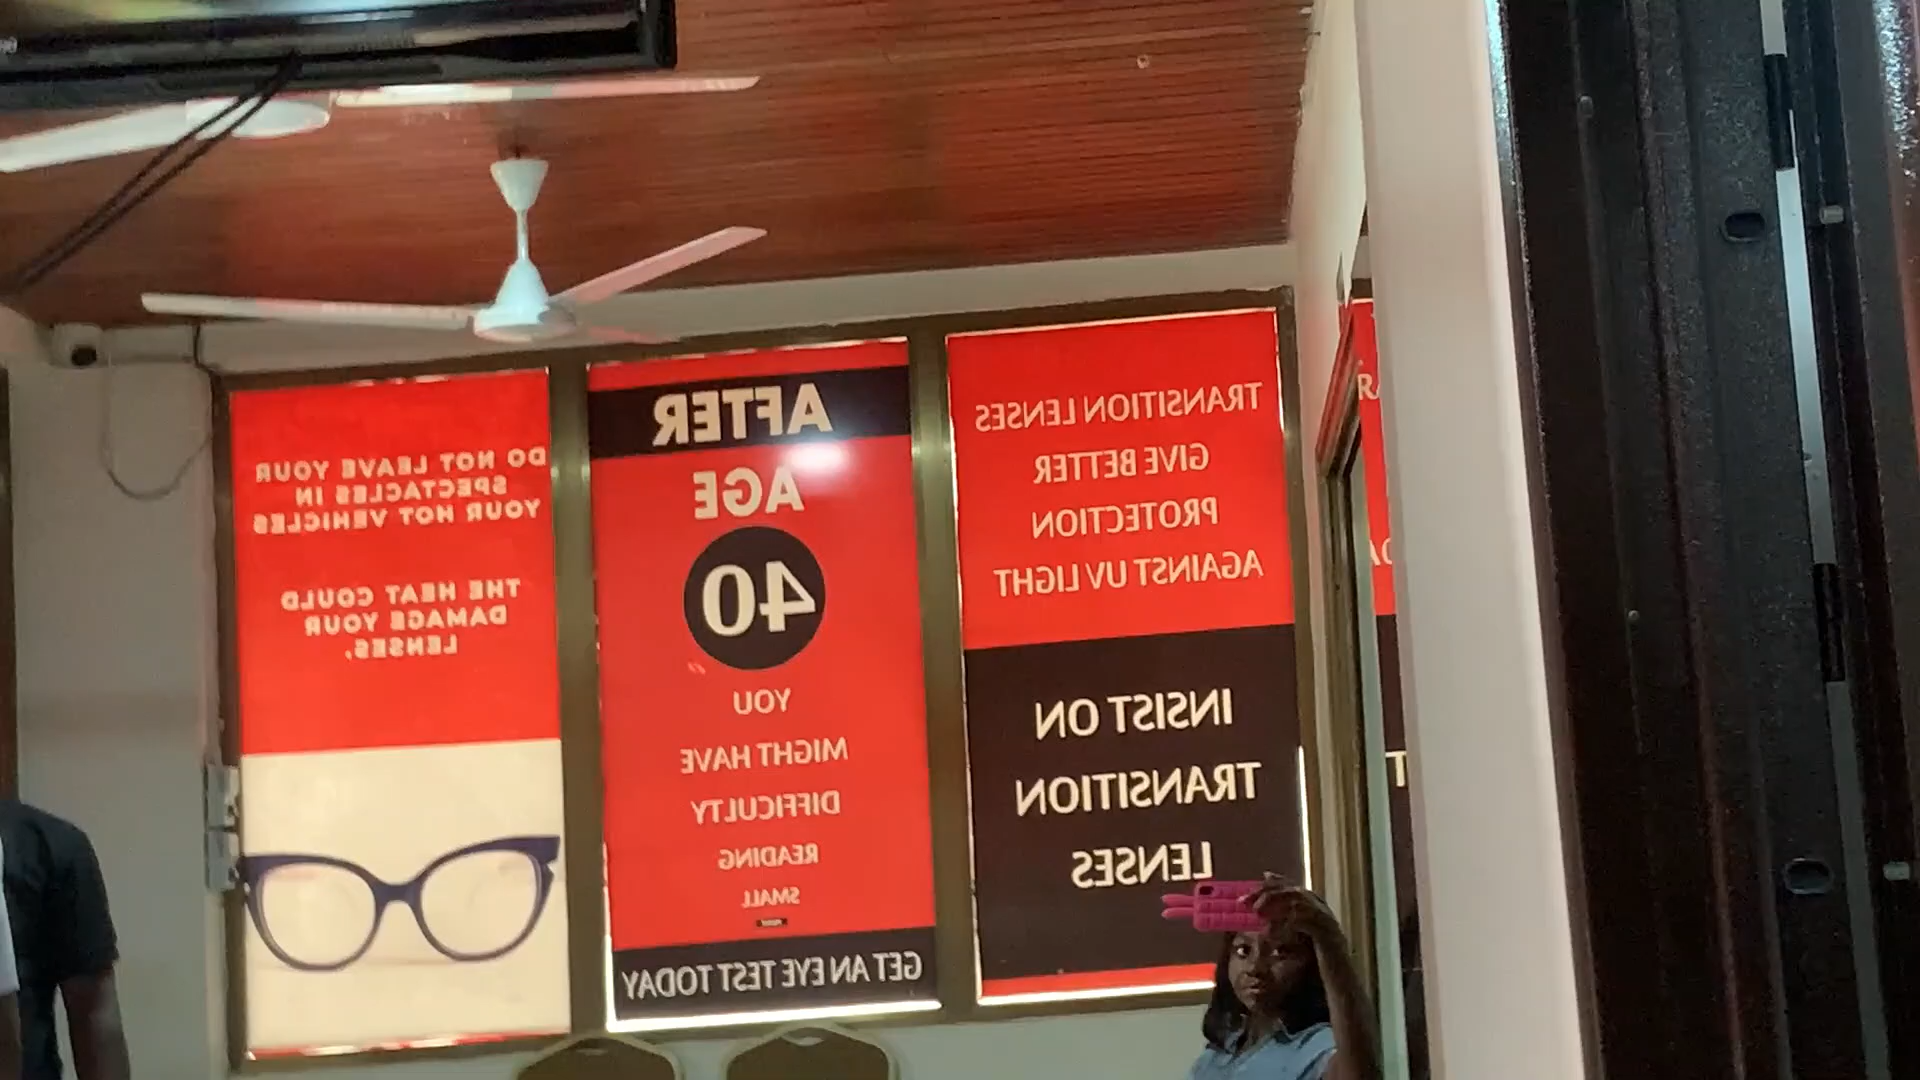 DO NOT LEAVE YOUR
SPECTACLES IN
YOUR HOT VEHICLES
THE HEAT COULD
DAMAGE YOUR
LENSES.
AFTER
AGE
40
YOU
MIGHT HAVE
DIFFICULTY
READING
SMALL
GET AN EYE TEST TODAY
TRANSITION LENSES
GIVE BETTER
PROTECTION
AGAINST UV LIGHT
INSIST ON
TRANSITION
LENSES